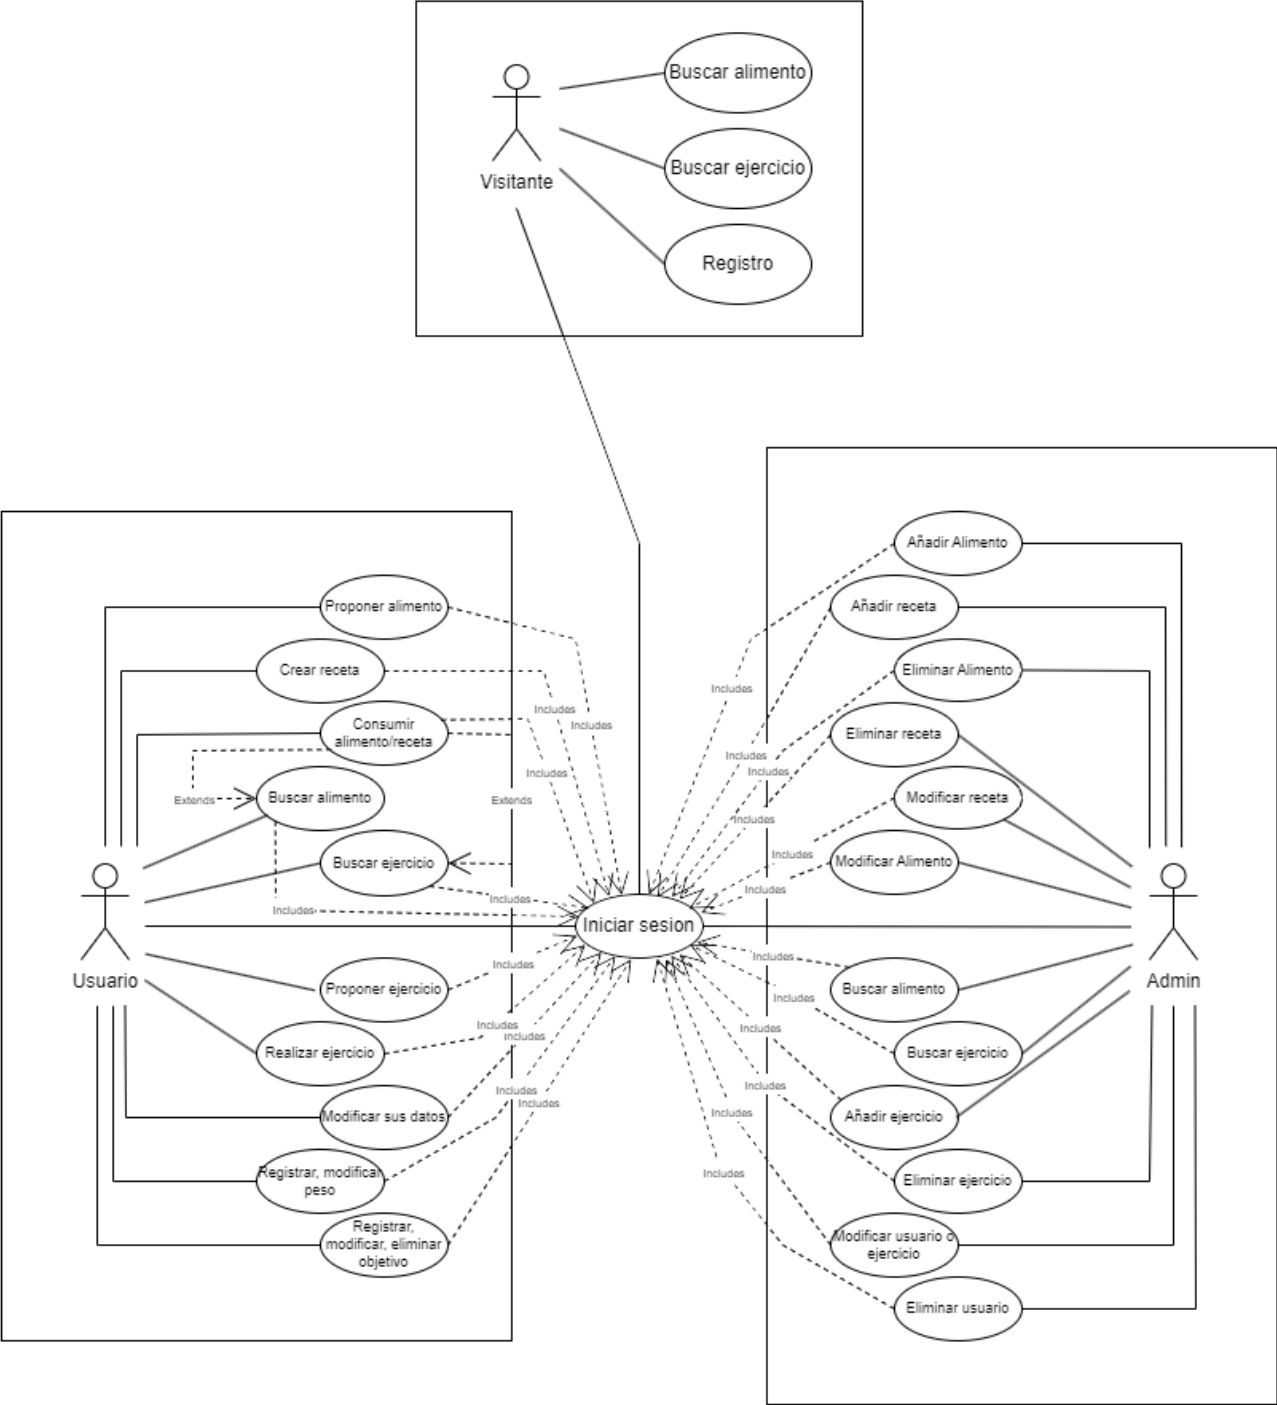 Buscar alimento
Buscar ejercicio
Visitante
Registro
Añadir Alimento
Proponer alimento
Añadir receta
Crear receta
Eliminar Alimento
Includes
Includes
Includes
Consumir
alimento/receta
Eliminar receta
Includes
Includes
Includes
Extends
Buscar alimento
Extends
Modificar receta
Includes
Buscar ejercicio
Includes
Modificar Alimento
Includes
Includes
Includes
Iniciar sesion
Usuario
Admin
Includes
Includes
Proponer ejercicio
Buscar alimento
Includes
Includes
Includes
Includes
Realizar ejercicio
Buscar ejercicio
Includes
Includes
Includes
Includes
Modificar sus datos
Añadir ejercicio
Registrar, modificar
peso
Includes
Eliminar ejercicio
Registrar,
modificar, eliminar
objetivo
Modificar usuario o
ejercicio
Eliminar usuario